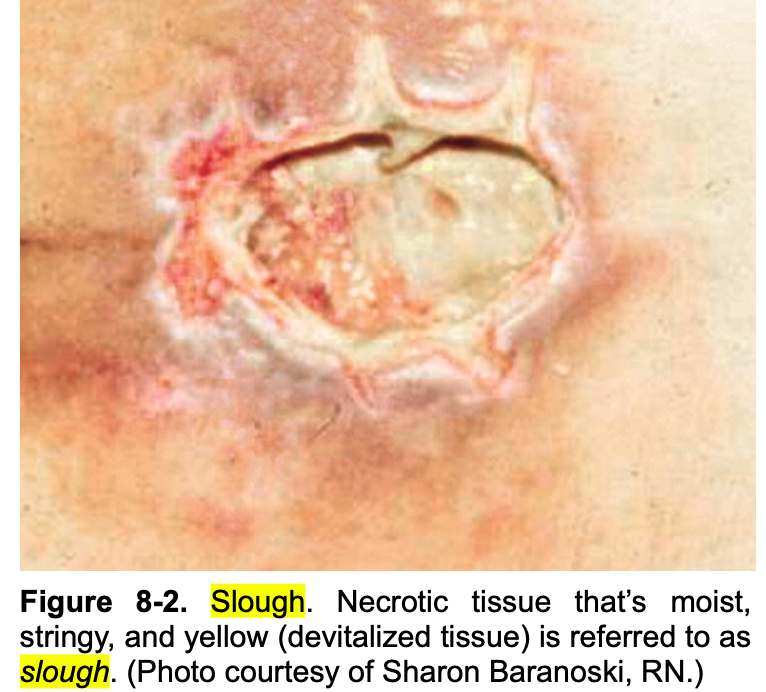 Figure 8-2. Slough. Necrotic tissue that’s moist,
stringy, and yellow (devitalized tissue) is referred to as
slough. (Photo courtesy of Sharon Baranoski, RN.)